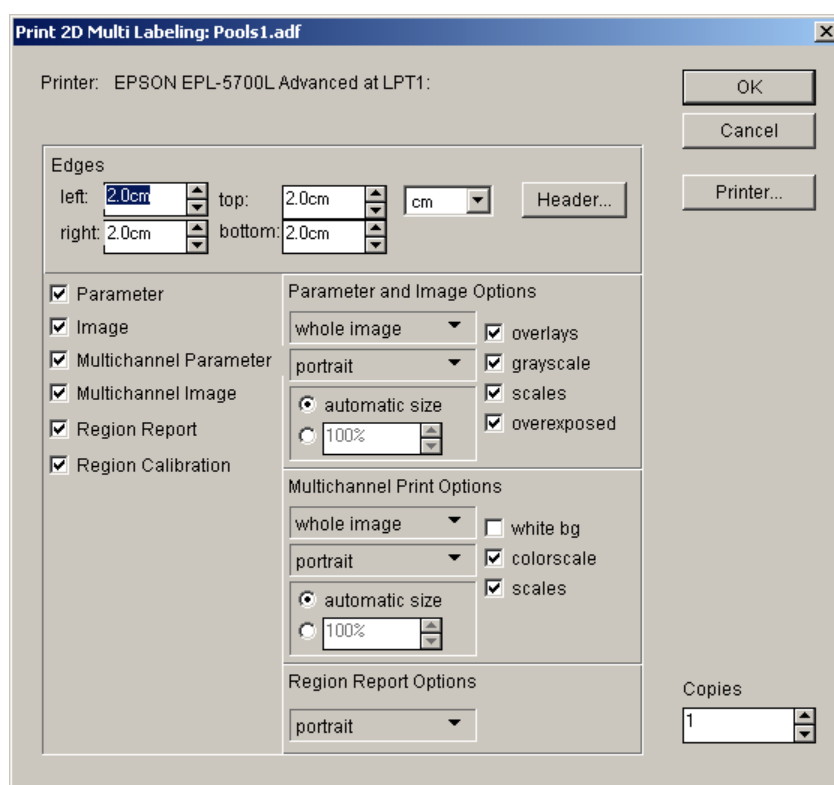 Print 2D Multi Labeling: Pools1.adf
Printer: EPSON EPL-5700L Advanced at LPT1:
OK
Cancel
Printer...
Edges
left: 2.0cm top: 2.0cm cm Header...
right: 2.0cm bottom: 2.0cm
Parameter
Image
Multichannel Parameter
Multichannel Image
Region Report
Region Calibration
Parameter and Image Options
whole image
portrait
automatic size
100%
overlays
grayscale
scales
overexposed
Multichannel Print Options
whole image
portrait
automatic size
100%
white bg
colorscale
scales
Region Report Options
portrait
Copies
1